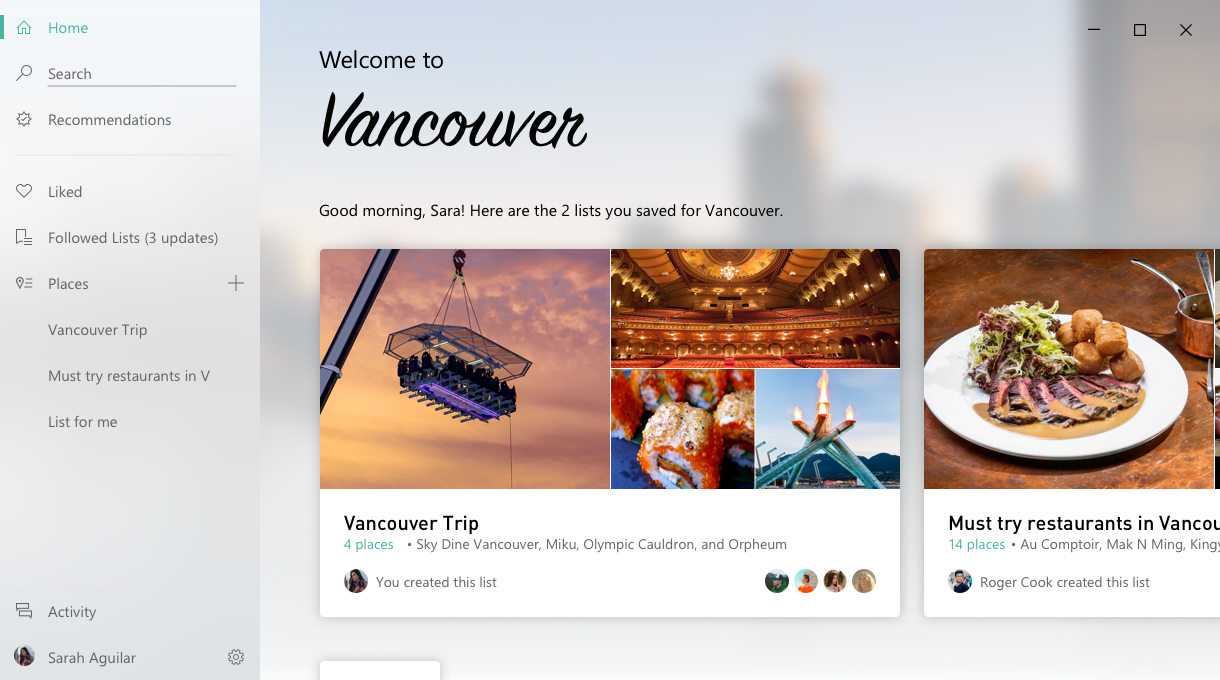 Home
Search
Recommendations
Liked
Followed Lists (3 updates)
Places
Vancouver Trip
Must try restaurants in V
List for me
Activity
Sarah Aguilar
Welcome to
Vancouver
Good morning, Sara! Here are the 2 lists you saved for Vancouver.
Vancouver Trip
4 places • Sky Dine Vancouver, Miku, Olympic Cauldron, and Orpheum
You created this list
Must try restaurants in Vancou
14 places • Au Comptoir, Mak N Ming, Kingy
Roger Cook created this list